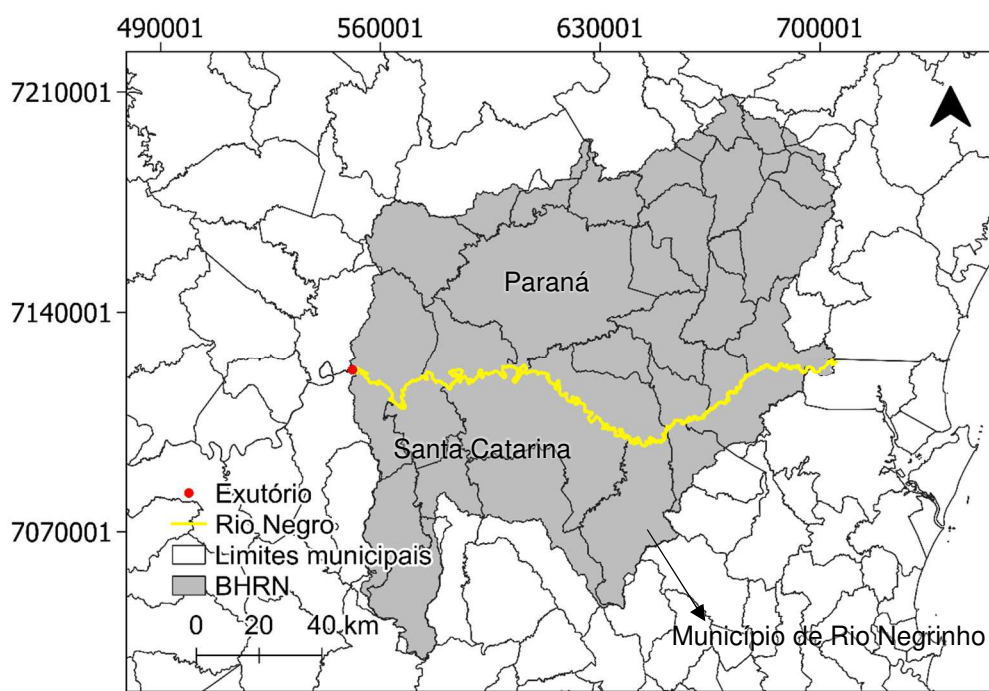 490001 560001 630001 700001
7210001
Paraná
7140001
Santa Catarina
Exutório
Rio Negro
7070001
Limites municipais
BHRN
0 20 40 km
Município de Rio Negrinho